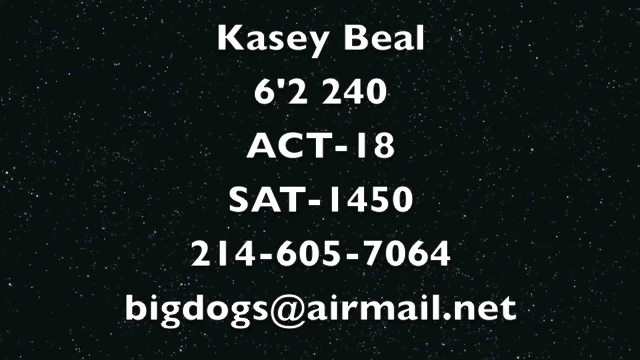 Kasey Beal
6'2 240
ACT-18
SAT-1450
214-605-7064
bigdogs@airmail.net